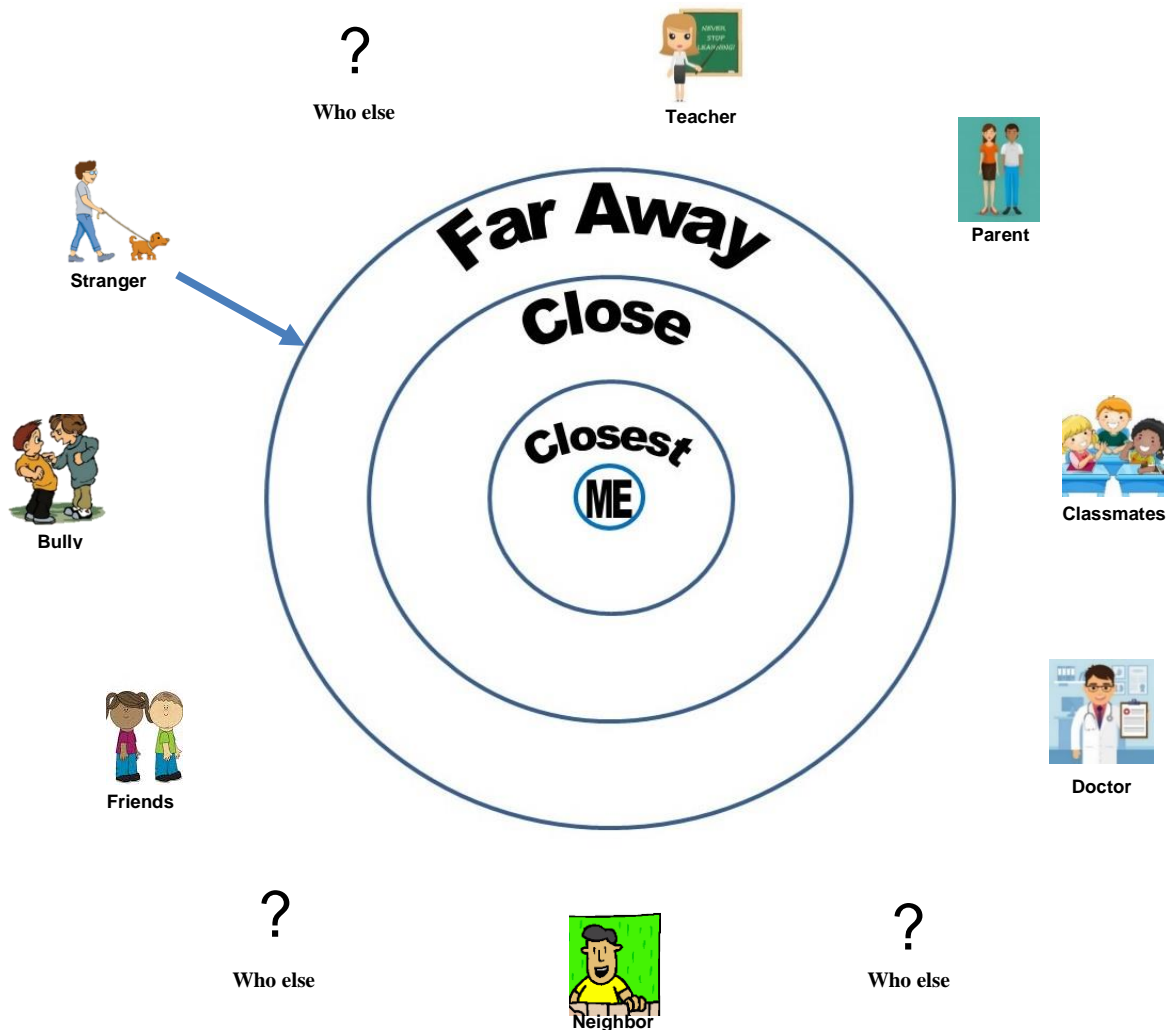 ?
Who else
NEVER
STOP
LEARNING!
Teacher
Parent
Stranger
Far Away
Close
Closest
ME
Bully
Classmates
Friends
Doctor
?
Who else
Neighbor
?
Who else